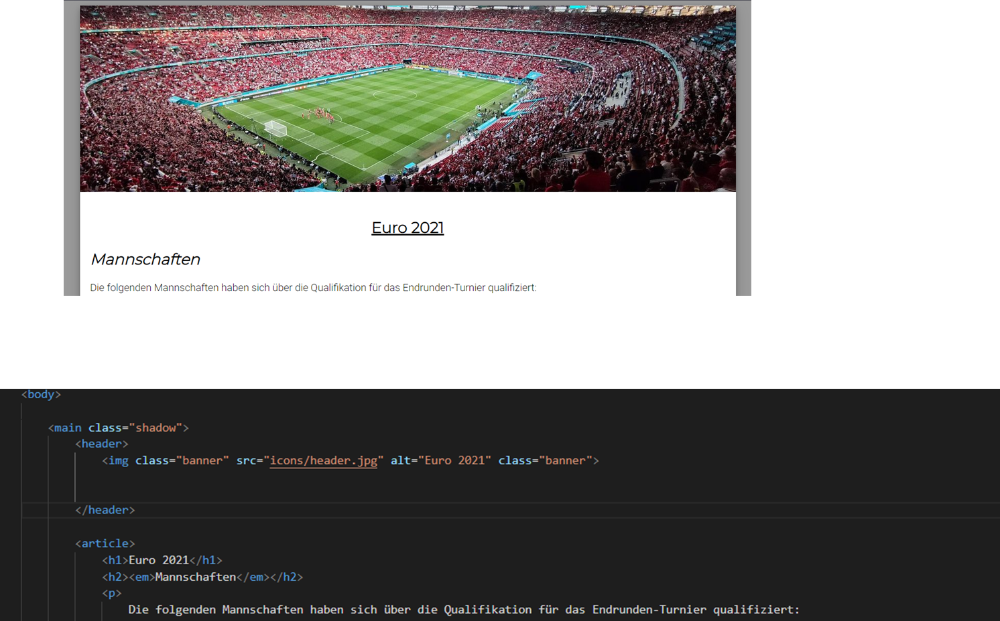 Euro 2021
Mannschaften
Die folgenden Mannschaften haben sich über die Qualifikation für das Endrunden-Turnier qualifiziert:
<body>
<main class="shadow">
<header>
<img class="banner" src="icons/header.jpg" alt="Euro 2021" class="banner">
</header>
<article>
<h1>Euro 2021</h1>
<h2><em>Mannschaften</em></h2>
<p>
Die folgenden Mannschaften haben sich über die Qualifikation für das Endrunden-Turnier qualifiziert: